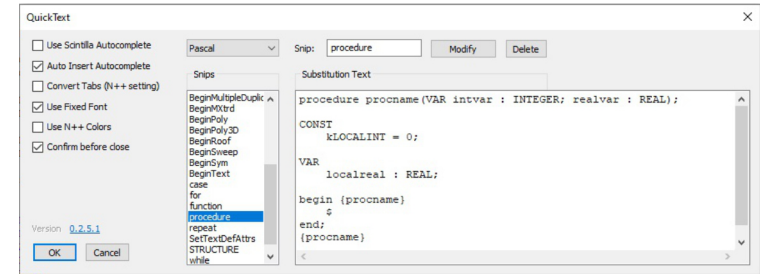 QuickText
Use Scintilla Autocomplete
Auto Insert Autocomplete
Convert Tabs (N++ setting)
Use Fixed Font
Use N++ Colors
Confirm before close
Version 0.2.5.1
OK Cancel
Pascal
Snips
BeginMultipleDuplic
BeginMXtrd
BeginPoly
BeginPoly3D
BeginRoof
BeginSweep
BeginSym
BeginText
case
for
function
procedure
repeat
SetTextDefAttrs
STRUCTURE
while
Snip: procedure Modify Delete
Substitution Text
procedure procname(VAR intvar : INTEGER; realvar : REAL);
CONST
kLOCALINT = 0;
VAR
localreal : REAL;
begin {procname}
$
end;
{procname}